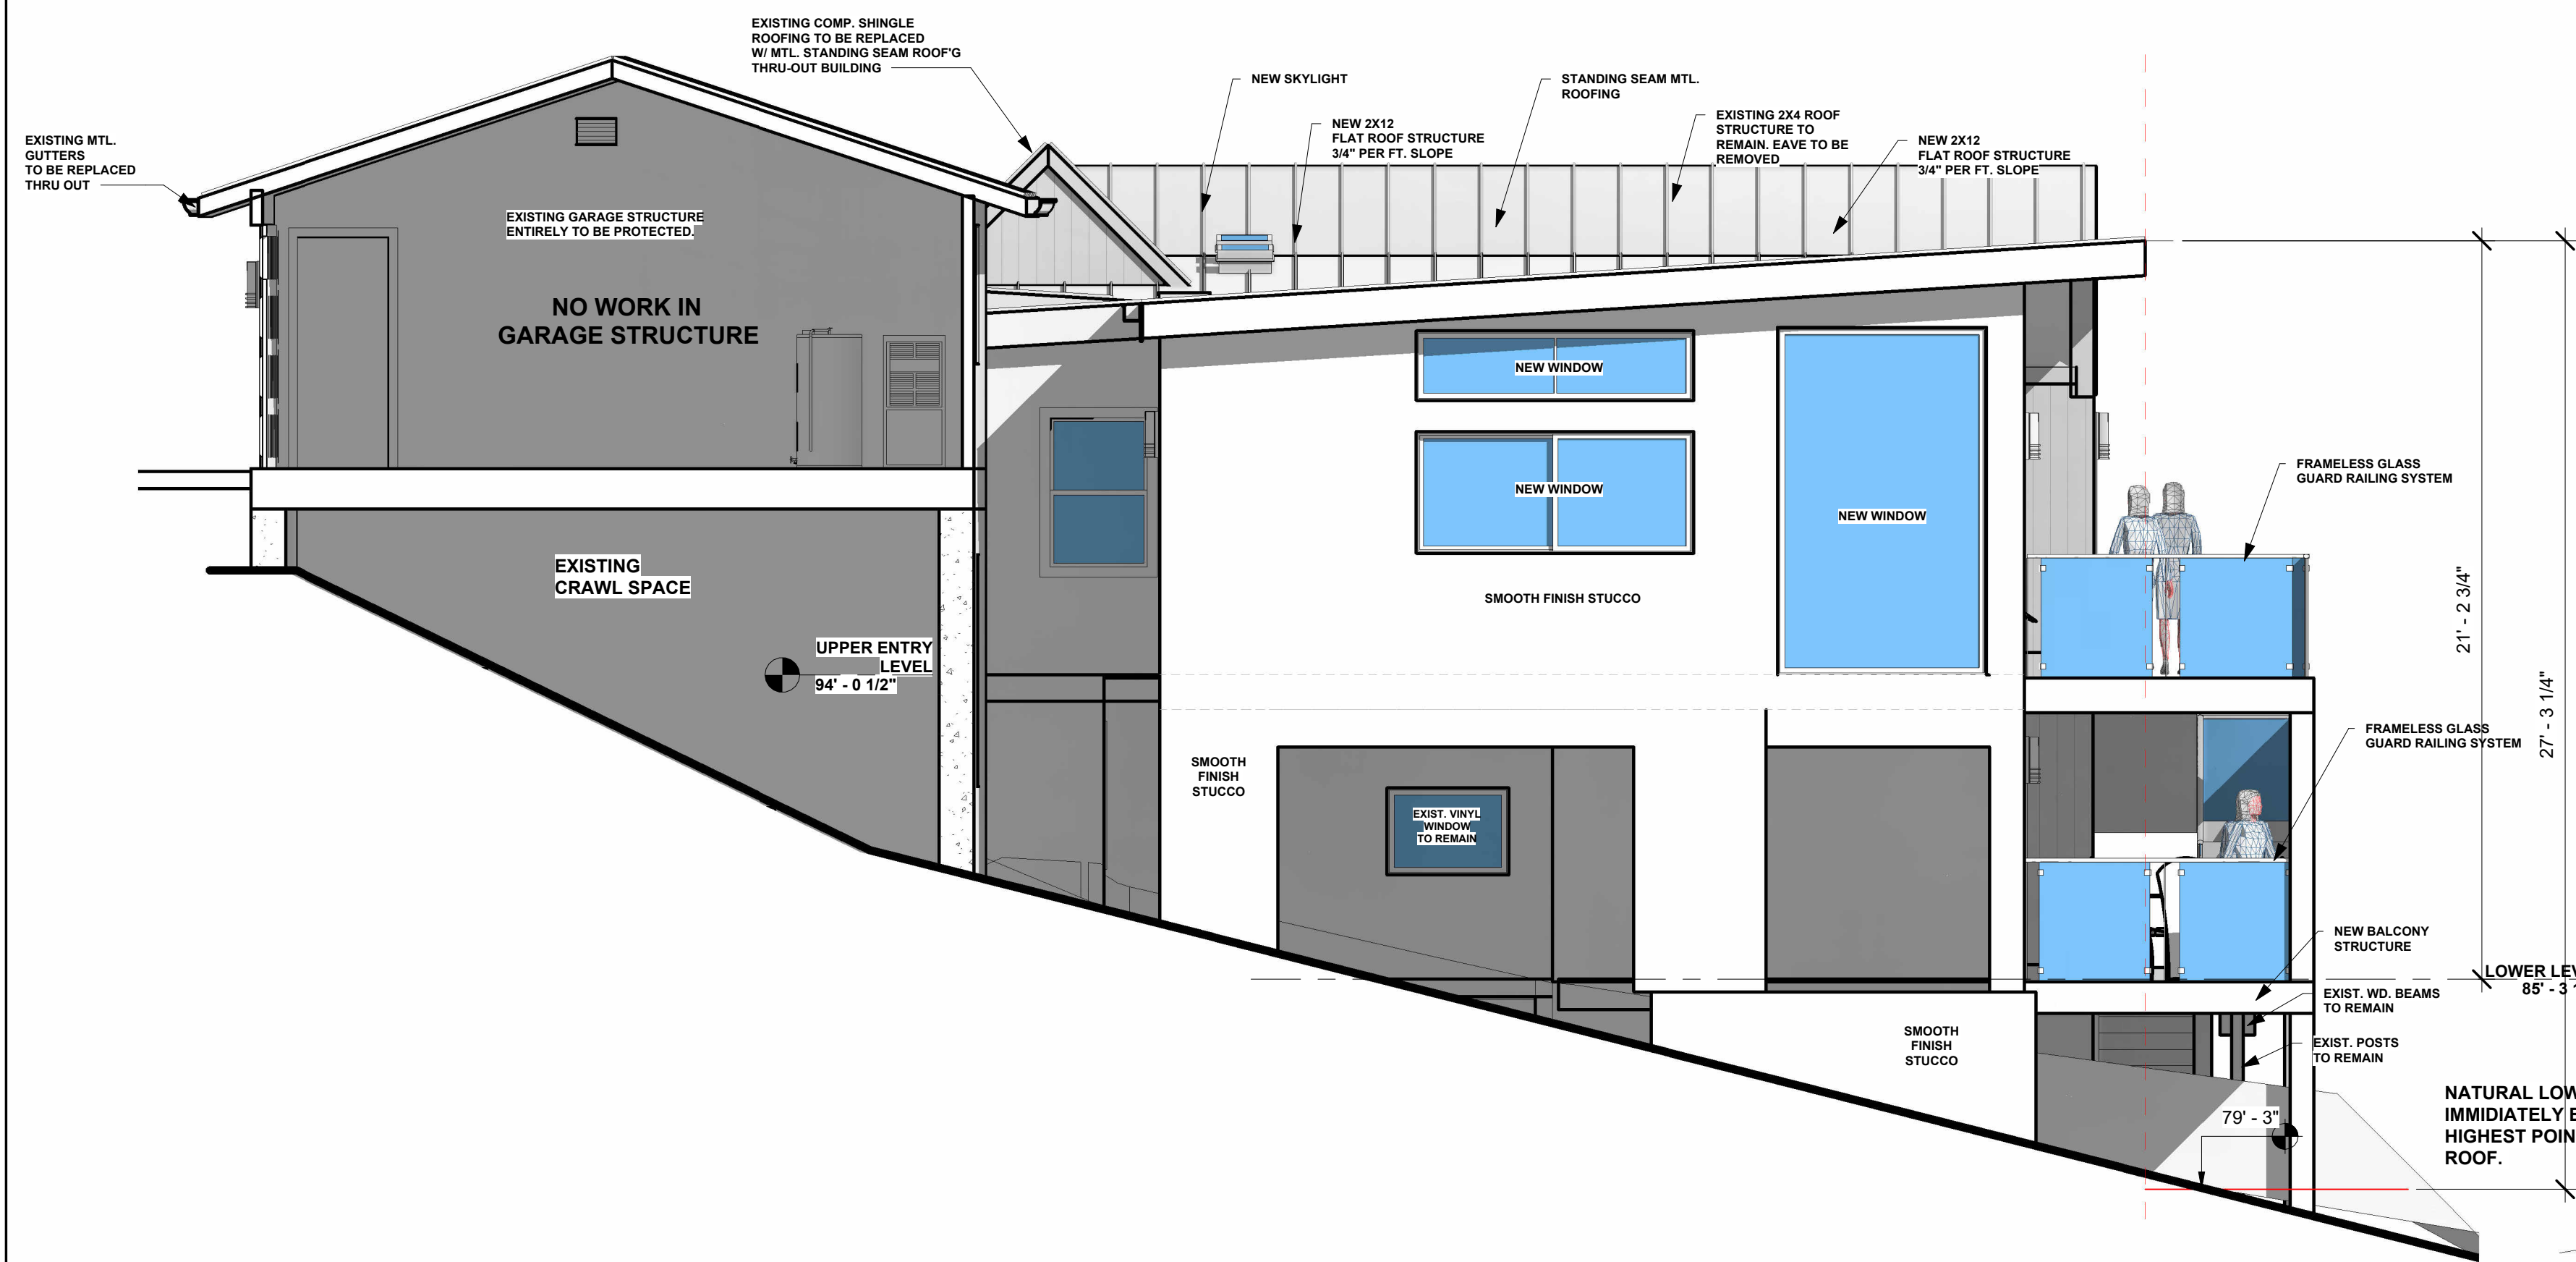 EXISTING COMP. SHINGLE
ROOFING TO BE REPLACED
W/ MTL. STANDING SEAM ROOF'G
THRU-OUT BUILDING
NEW SKYLIGHT
STANDING SEAM MTL.
ROOFING
NEW 2X12
FLAT ROOF STRUCTURE
3/4" PER FT. SLOPE
EXISTING 2X4 ROOF
STRUCTURE TO
REMAIN. EAVE TO BE
REMOVED
NEW 2X12
FLAT ROOF STRUCTURE
3/4" PER FT. SLOPE
EXISTING MTL.
GUTTERS
TO BE REPLACED
THRU OUT
EXISTING GARAGE STRUCTURE
ENTIRELY TO BE PROTECTED.
NO WORK IN
GARAGE STRUCTURE
NEW WINDOW
NEW WINDOW
NEW WINDOW
FRAMELESS GLASS
GUARD RAILING SYSTEM
EXISTING
CRAWL SPACE
SMOOTH FINISH STUCCO
21' - 2 3/4"
UPPER ENTRY
LEVEL
94' - 0 1/2"
27' - 3 1/4"
FRAMELESS GLASS
GUARD RAILING SYSTEM
SMOOTH
FINISH
STUCCO
EXIST. VINYL
WINDOW
TO REMAIN
NEW BALCONY
STRUCTURE
LOWER LEV
85' - 3
EXIST. WD. BEAMS
TO REMAIN
SMOOTH
FINISH
STUCCO
EXIST. POSTS
TO REMAIN
79' - 3"
NATURAL LOW
IMMIDIATELY
HIGHEST POIN
ROOF.